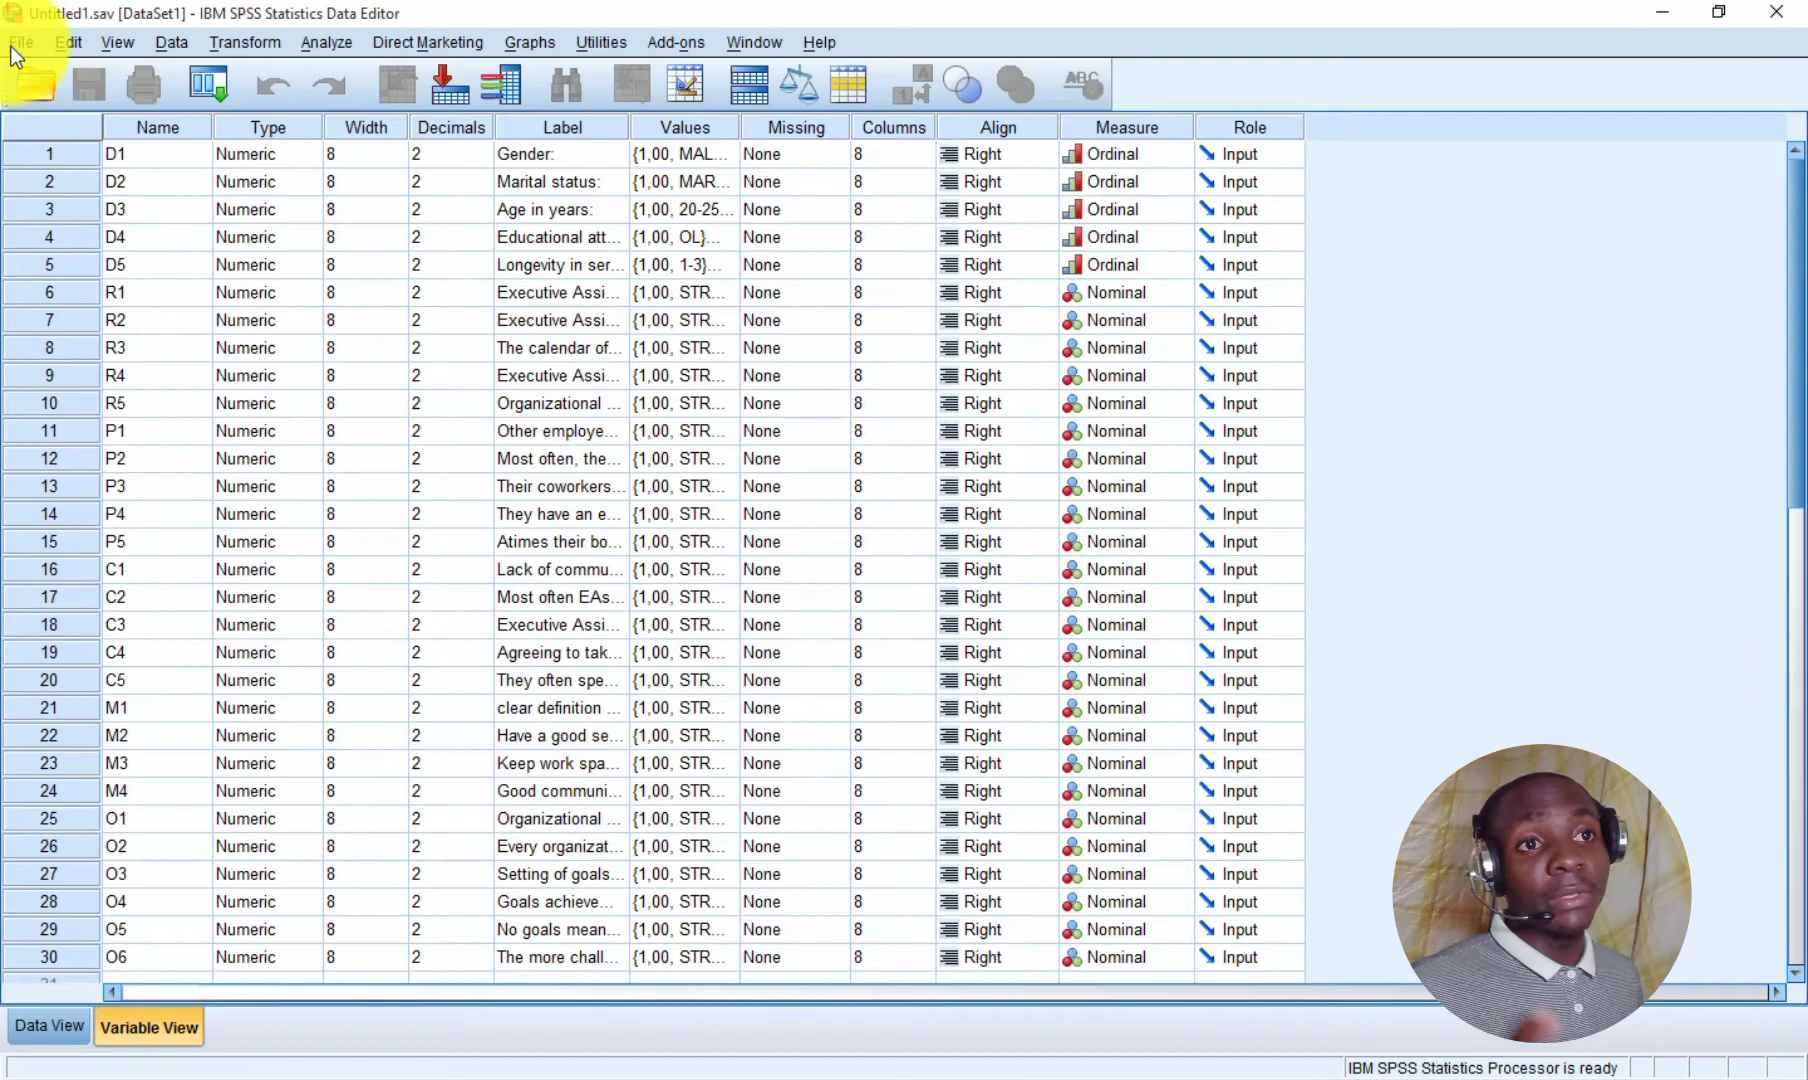 Untitled1.sav [DataSet1] - IBM SPSS Statistics Data Editor
File Edit View Data Transform Analyze Direct Marketing Graphs Utilities Add-ons Window Help
A
1
ABC
Name Type Width Decimals Label Values Missing Columns Align Measure Role
1 D1 Numeric 8 2 Gender: {1,00, MAL... None 8 Right Ordinal Input
2 D2 Numeric 8 2 Marital status: {1,00, MAR... None 8 Right Ordinal Input
3 D3 Numeric 8 2 Age in years: {1,00, 20-25... None 8 Right Ordinal Input
4 D4 Numeric 8 2 Educational att... {1,00, OL}... None 8 Right Ordinal Input
5 D5 Numeric 8 2 Longevity in ser... {1,00, 1-3}... None 8 Right Ordinal Input
6 R1 Numeric 8 2 Executive Assi... {1,00, STR... None 8 Right Nominal Input
7 R2 Numeric 8 2 Executive Assi... {1,00, STR... None 8 Right Nominal Input
8 R3 Numeric 8 2 The calendar of... {1,00, STR... None 8 Right Nominal Input
9 R4 Numeric 8 2 Executive Assi... {1,00, STR... None 8 Right Nominal Input
10 R5 Numeric 8 2 Organizational ... {1,00, STR... None 8 Right Nominal Input
11 P1 Numeric 8 2 Other employe... {1,00, STR... None 8 Right Nominal Input
12 P2 Numeric 8 2 Most often, the... {1,00, STR... None 8 Right Nominal Input
13 P3 Numeric 8 2 Their coworkers... {1,00, STR... None 8 Right Nominal Input
14 P4 Numeric 8 2 They have an e... {1,00, STR... None 8 Right Nominal Input
15 P5 Numeric 8 2 Atimes their bo... {1,00, STR... None 8 Right Nominal Input
16 C1 Numeric 8 2 Lack of commu... {1,00, STR... None 8 Right Nominal Input
17 C2 Numeric 8 2 Most often EAs... {1,00, STR... None 8 Right Nominal Input
18 C3 Numeric 8 2 Executive Assi... {1,00, STR... None 8 Right Nominal Input
19 C4 Numeric 8 2 Agreeing to tak... {1,00, STR... None 8 Right Nominal Input
20 C5 Numeric 8 2 They often spe... {1,00, STR... None 8 Right Nominal Input
21 M1 Numeric 8 2 clear definition ... {1,00, STR... None 8 Right Nominal Input
22 M2 Numeric 8 2 Have a good se... {1,00, STR... None 8 Right Nominal Input
23 M3 Numeric 8 2 Keep work spa... {1,00, STR... None 8 Right Nominal Input
24 M4 Numeric 8 2 Good communi... {1,00, STR... None 8 Right Nominal Input
25 O1 Numeric 8 2 Organizational ... {1,00, STR... None 8 Right Nominal Input
26 O2 Numeric 8 2 Every organizat... {1,00, STR... None 8 Right Nominal Input
27 O3 Numeric 8 2 Setting of goals... {1,00, STR... None 8 Right Nominal Input
28 O4 Numeric 8 2 Goals achieve... {1,00, STR... None 8 Right Nominal Input
29 O5 Numeric 8 2 No goals mean... {1,00, STR... None 8 Right Nominal Input
30 O6 Numeric 8 2 The more chall... {1,00, STR... None 8 Right Nominal Input
Data View Variable View
IBM SPSS Statistics Processor is ready